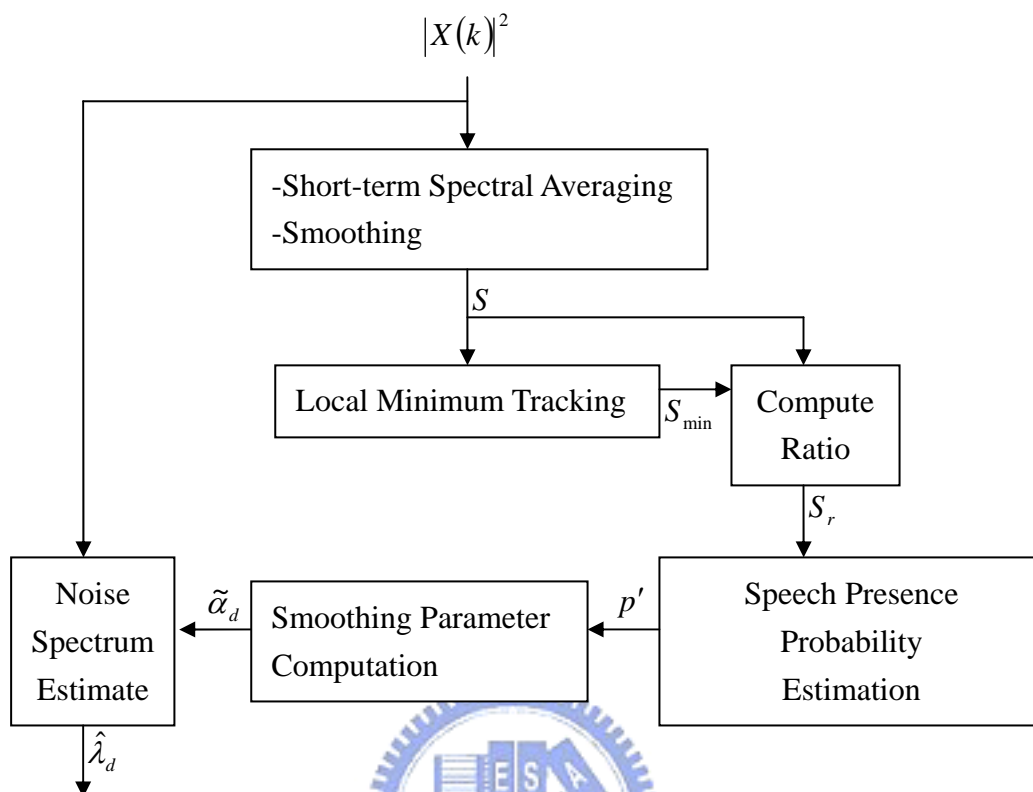 |X(k)|²
-Short-term Spectral Averaging
-Smoothing
S
Local Minimum Tracking
S_min
Compute
Ratio
S_r
Speech Presence
Probability
Estimation
p′
Smoothing Parameter
Computation
α̃_d
Noise
Spectrum
Estimate
λ̂_d
E S A